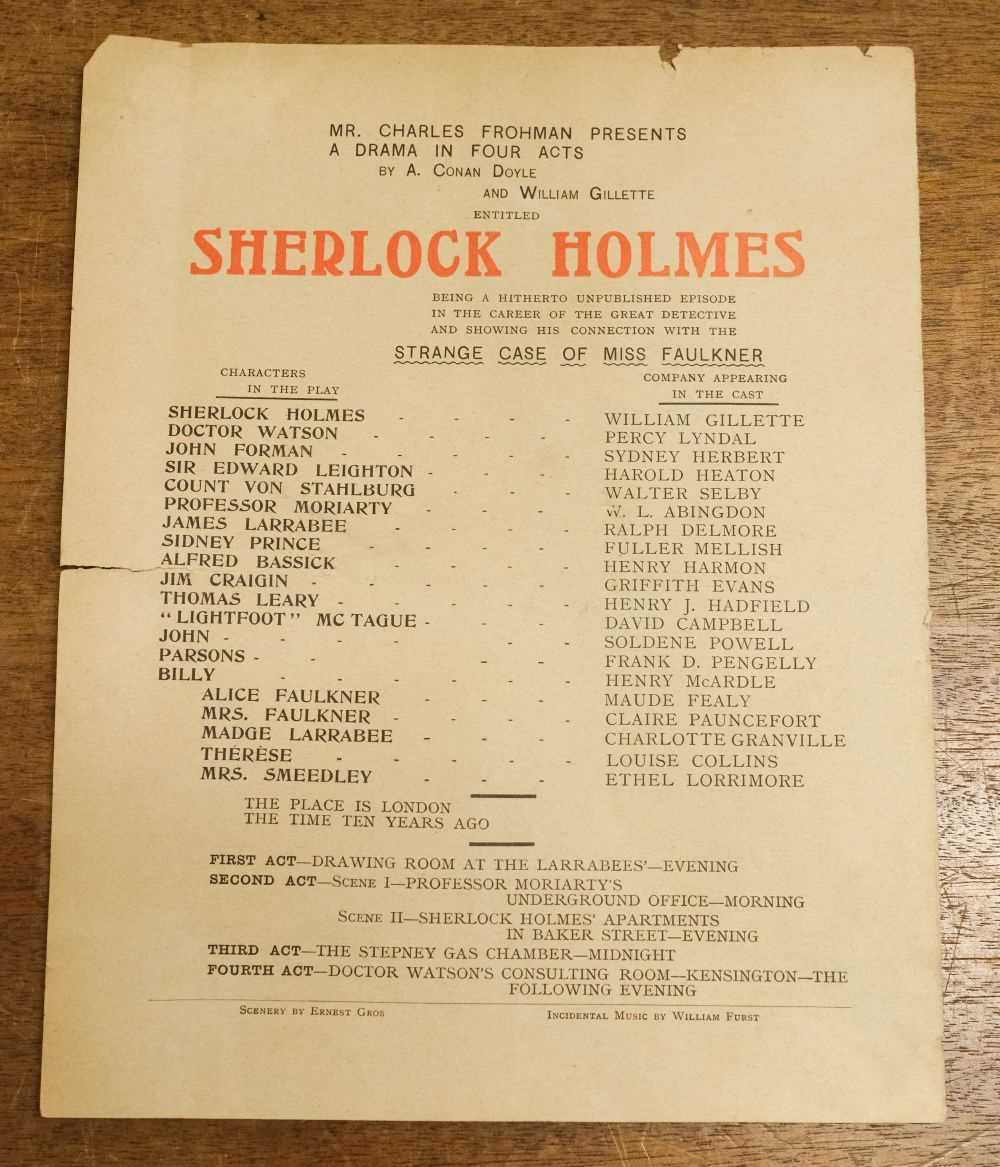 MR. CHARLES FROHMAN PRESENTS
A DRAMA IN FOUR ACTS
BY A. CONAN DOYLE
AND WILLIAM GILLETTE
ENTITLED
SHERLOCK HOLMES
BEING A HITHERTO UNPUBLISHED EPISODE
IN THE CAREER OF THE GREAT DETECTIVE
AND SHOWING HIS CONNECTION WITH THE
STRANGE CASE OF MISS FAULKNER
CHARACTERS
IN THE PLAY
COMPANY APPEARING
IN THE CAST
SHERLOCK HOLMES - - - - WILLIAM GILLETTE
DOCTOR WATSON - - - - PERCY LYNDAL
JOHN FORMAN - - - - - SYDNEY HERBERT
SIR EDWARD LEIGHTON - - - HAROLD HEATON
COUNT VON STAHLBURG - - - WALTER SELBY
PROFESSOR MORIARTY - - - W. L. ABINGDON
JAMES LARRABEE - - - - RALPH DELMORE
SIDNEY PRINCE - - - - FULLER MELLISH
ALFRED BASSICK - - - - HENRY HARMON
JIM CRAIGIN - - - - - GRIFFITH EVANS
THOMAS LEARY - - - - - HENRY J. HADFIELD
"LIGHTFOOT" MC TAGUE - - - DAVID CAMPBELL
JOHN - - - - - - SOLDENE POWELL
PARSONS - - - - FRANK D. PENGELLY
BILLY - - - - - - HENRY McARDLE
ALICE FAULKNER - - - MAUDE FEALY
MRS. FAULKNER - - - - CLAIRE PAUNCEFORT
MADGE LARRABEE - - - CHARLOTTE GRANVILLE
THÉRÈSE - - - - - LOUISE COLLINS
MRS. SMEEDLEY - - - ETHEL LORRIMORE
THE PLACE IS LONDON
THE TIME TEN YEARS AGO
FIRST ACT—DRAWING ROOM AT THE LARRABEES'—EVENING
SECOND ACT—SCENE I—PROFESSOR MORIARTY'S
UNDERGROUND OFFICE—MORNING
SCENE II—SHERLOCK HOLMES' APARTMENTS
IN BAKER STREET—EVENING
THIRD ACT—THE STEPNEY GAS CHAMBER—MIDNIGHT
FOURTH ACT—DOCTOR WATSON'S CONSULTING ROOM—KENSINGTON—THE
FOLLOWING EVENING
SCENERY BY ERNEST GROS
INCIDENTAL MUSIC BY WILLIAM FURST